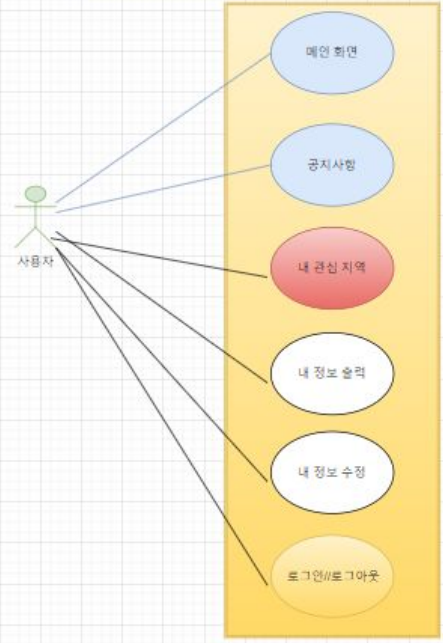 메인 화면
공지사항
내 관심 지역
사용자
내 정보 출력
내 정보 수정
로그인//로그아웃